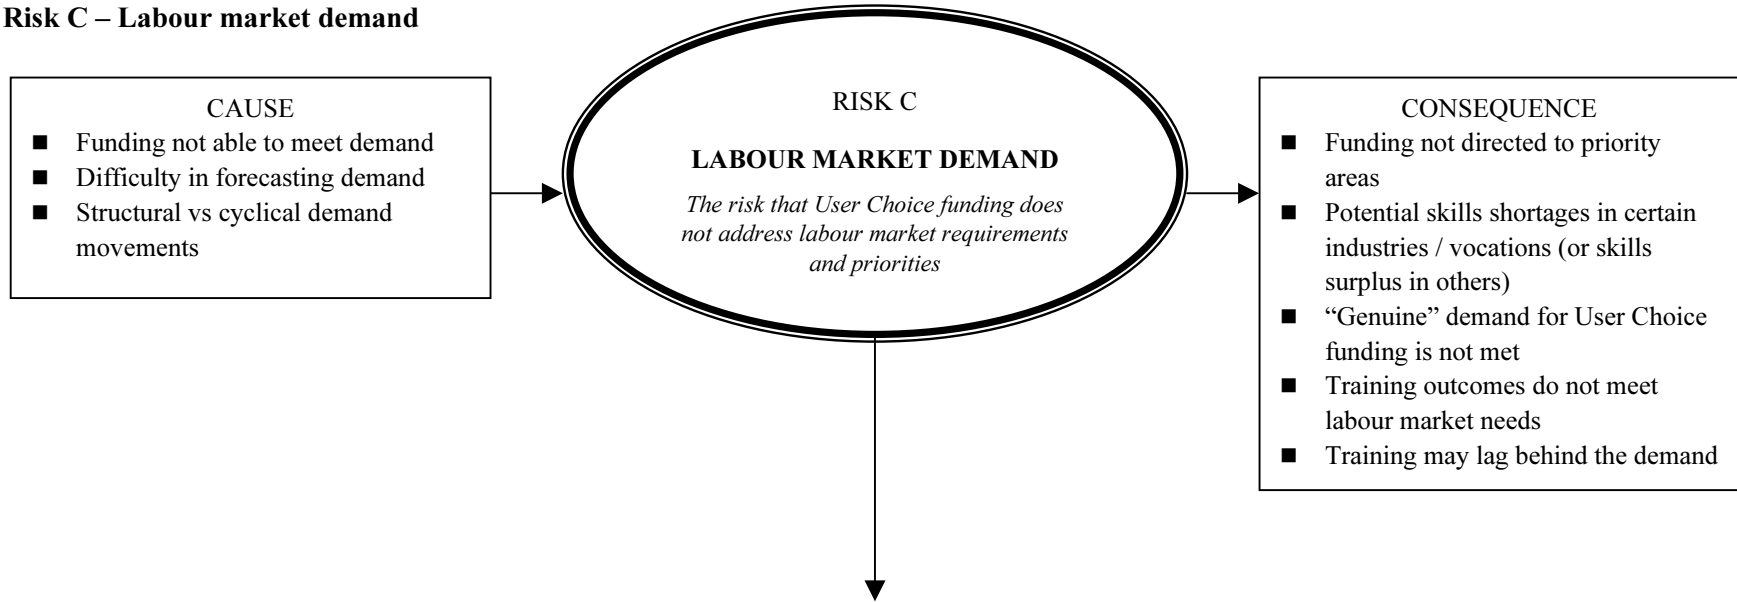 Risk C – Labour market demand
CAUSE
■ Funding not able to meet demand
■ Difficulty in forecasting demand
■ Structural vs cyclical demand
movements
RISK C
LABOUR MARKET DEMAND
The risk that User Choice funding does
not address labour market requirements
and priorities
CONSEQUENCE
■ Funding not directed to priority
areas
■ Potential skills shortages in certain
industries / vocations (or skills
surplus in others)
■ “Genuine” demand for User Choice
funding is not met
■ Training outcomes do not meet
labour market needs
■ Training may lag behind the demand